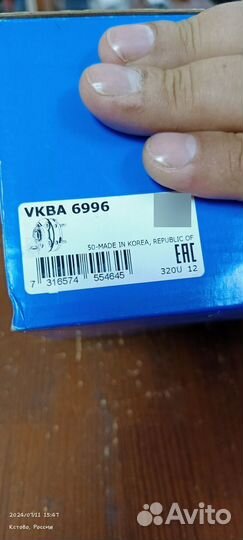 VKBA 6996
50-MADE IN KOREA, REPUBLIC OF
EAC
7 316574 554645
320U 12
2024/07/11 15:47
Кстово, Россия
Avito